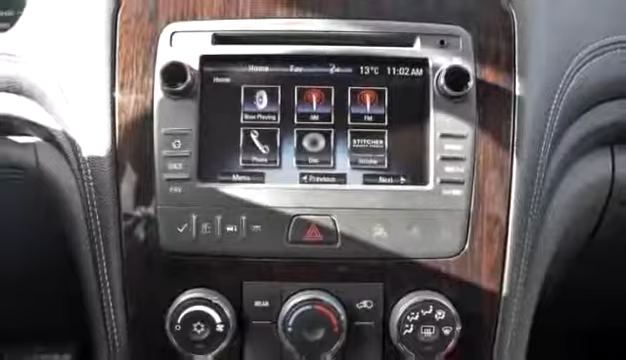 Home Fav 13°C 11:02 AM
Home
Now Playing AM FM
STITCHER
Phone Disc Stitcher
Menu Previous Next
FAV
REAR